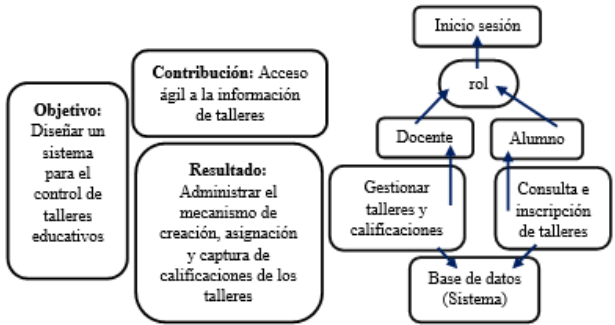 Objetivo:
Diseñar un
sistema
para el
control de
talleres
educativos
Contribución: Acceso
ágil a la información
de talleres
Resultado:
Administrar el
mecanismo de
creación, asignación
y captura de
calificaciones de los
talleres
Inicio sesión
rol
Docente
Alumno
Gestionar
talleres y
calificaciones
Consulta e
inscripción
de talleres
Base de datos
(Sistema)